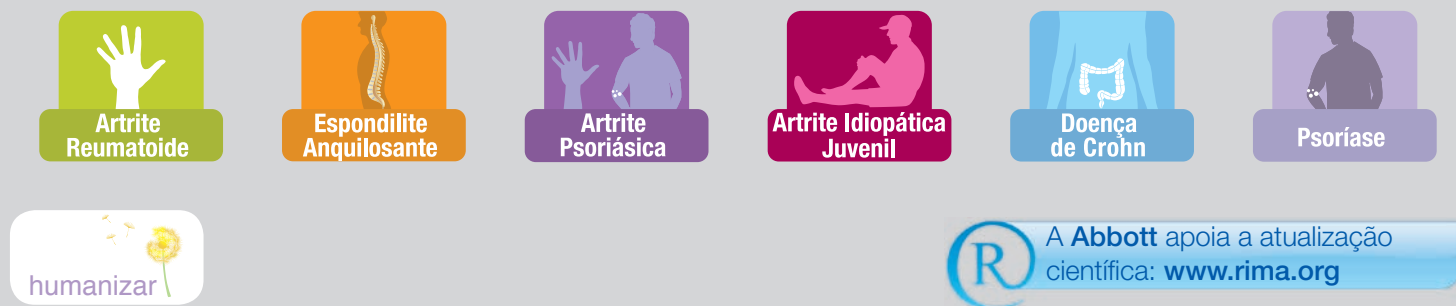 Artrite
Reumatoide
Espondilite
Anquilosante
Artrite
Psoriásica
Artrite Idiopática
Juvenil
Doença
de Crohn
Psoríase
humanizar
R
A Abbott apoia a atualização
científica: www.rima.org